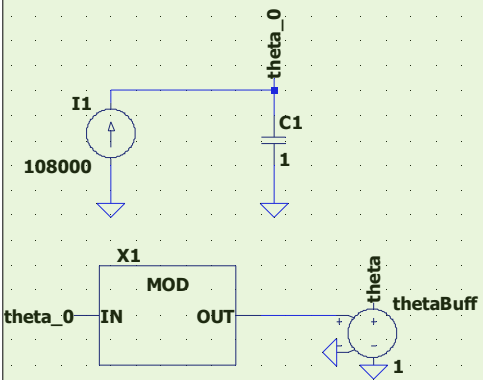 theta_0
I1
C1
108000
1
X1
MOD
theta
thetaBuff
theta_0
IN
OUT
+
+
−
−
1